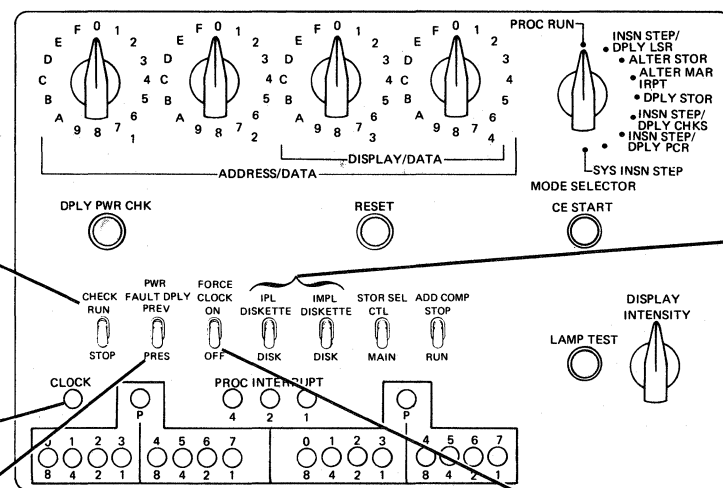 PROC RUN
INSN STEP/
DPLY LSR
ALTER STOR
ALTER MAR
IRPT
DPLY STOR
INSN STEP/
DPLY CHKS
INSN STEP/
DPLY PCR
SYS INSN STEP
MODE SELECTOR
F 0 1 2 3 4 5 6 7 8 9 A B C D E
1
F 0 1 2 3 4 5 6 7 8 9 A B C D E
2
F 0 1 2 3 4 5 6 7 8 9 A B C D E
3
F 0 1 2 3 4 5 6 7 8 9 A B C D E
4
DISPLAY/DATA
ADDRESS/DATA
DPLY PWR CHK
RESET
CE START
CHECK
RUN
STOP
PWR
FAULT DPLY
PREV
PRES
FORCE
CLOCK
ON
OFF
IPL
DISKETTE
DISK
IMPL
DISKETTE
DISK
STOR SEL
CTL
MAIN
ADD COMP
STOP
RUN
LAMP TEST
DISPLAY
INTENSITY
CLOCK
PROC INTERRUPT
P
4 2 1
P
0 1 2 3 4 5 6 7 0 1 2 3 4 5 6 7
8 4 2 1 8 4 2 1 8 4 2 1 8 4 2 1